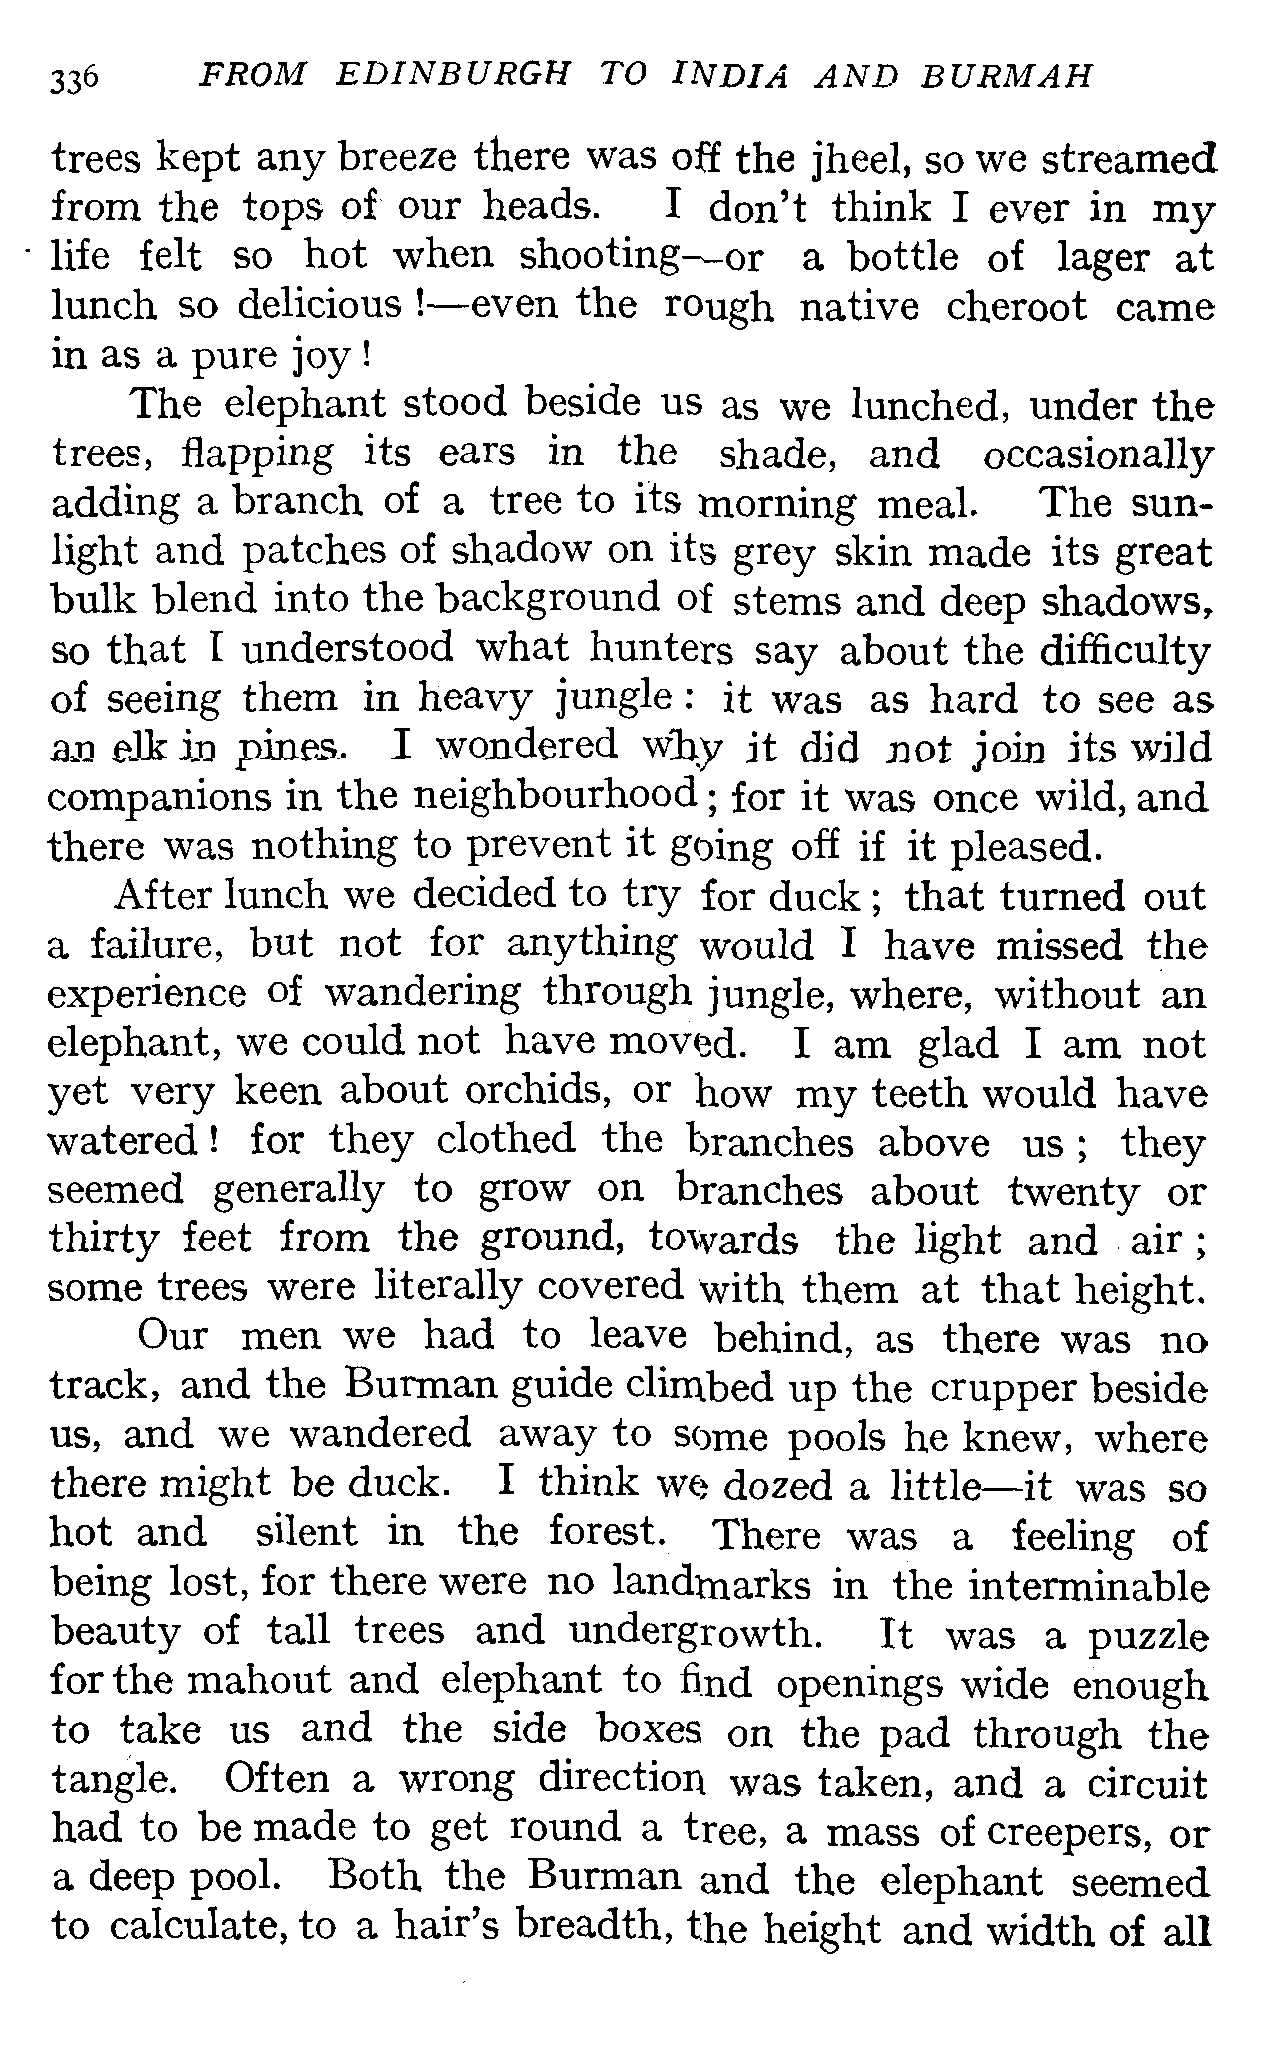 336 FROM EDINBURGH TO INDIA AND BURMAH
trees kept any breeze there was off the jheel, so we streamed
from the tops of our heads. I don't think I ever in my
life felt so hot when shooting—or a bottle of lager at
lunch so delicious !—even the rough native cheroot came
in as a pure joy !
The elephant stood beside us as we lunched, under the
trees, flapping its ears in the shade, and occasionally
adding a branch of a tree to its morning meal. The sun-
light and patches of shadow on its grey skin made its great
bulk blend into the background of stems and deep shadows,
so that I understood what hunters say about the difficulty
of seeing them in heavy jungle : it was as hard to see as
an elk in pines. I wondered why it did not join its wild
companions in the neighbourhood ; for it was once wild, and
there was nothing to prevent it going off if it pleased.
After lunch we decided to try for duck ; that turned out
a failure, but not for anything would I have missed the
experience of wandering through jungle, where, without an
elephant, we could not have moved. I am glad I am not
yet very keen about orchids, or how my teeth would have
watered ! for they clothed the branches above us ; they
seemed generally to grow on branches about twenty or
thirty feet from the ground, towards the light and air ;
some trees were literally covered with them at that height.
Our men we had to leave behind, as there was no
track, and the Burman guide climbed up the crupper beside
us, and we wandered away to some pools he knew, where
there might be duck. I think we dozed a little—it was so
hot and silent in the forest. There was a feeling of
being lost, for there were no landmarks in the interminable
beauty of tall trees and undergrowth. It was a puzzle
for the mahout and elephant to find openings wide enough
to take us and the side boxes on the pad through the
tangle. Often a wrong direction was taken, and a circuit
had to be made to get round a tree, a mass of creepers, or
a deep pool. Both the Burman and the elephant seemed
to calculate, to a hair's breadth, the height and width of all